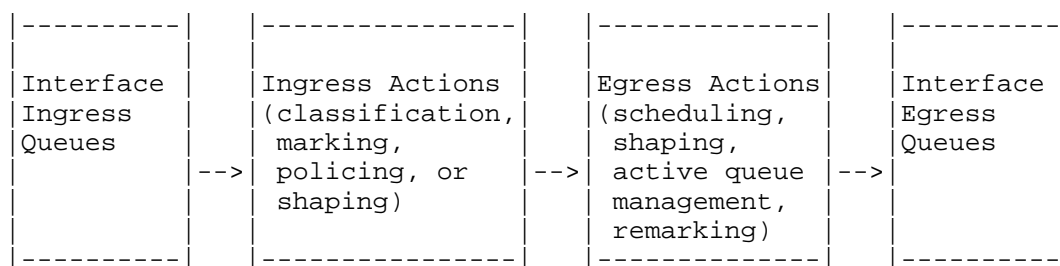 |----------| |----------------| |--------------| |----------
|Interface | |Ingress Actions | |Egress Actions| |Interface
|Ingress | |(classification,| |(scheduling, | |Egress
|Queues | | marking, | | shaping, | |Queues
| |-->| policing, or |-->| active queue |-->|
| | | shaping) | | management, | |
| | | | | remarking) | |
|----------| |----------------| |--------------| |----------